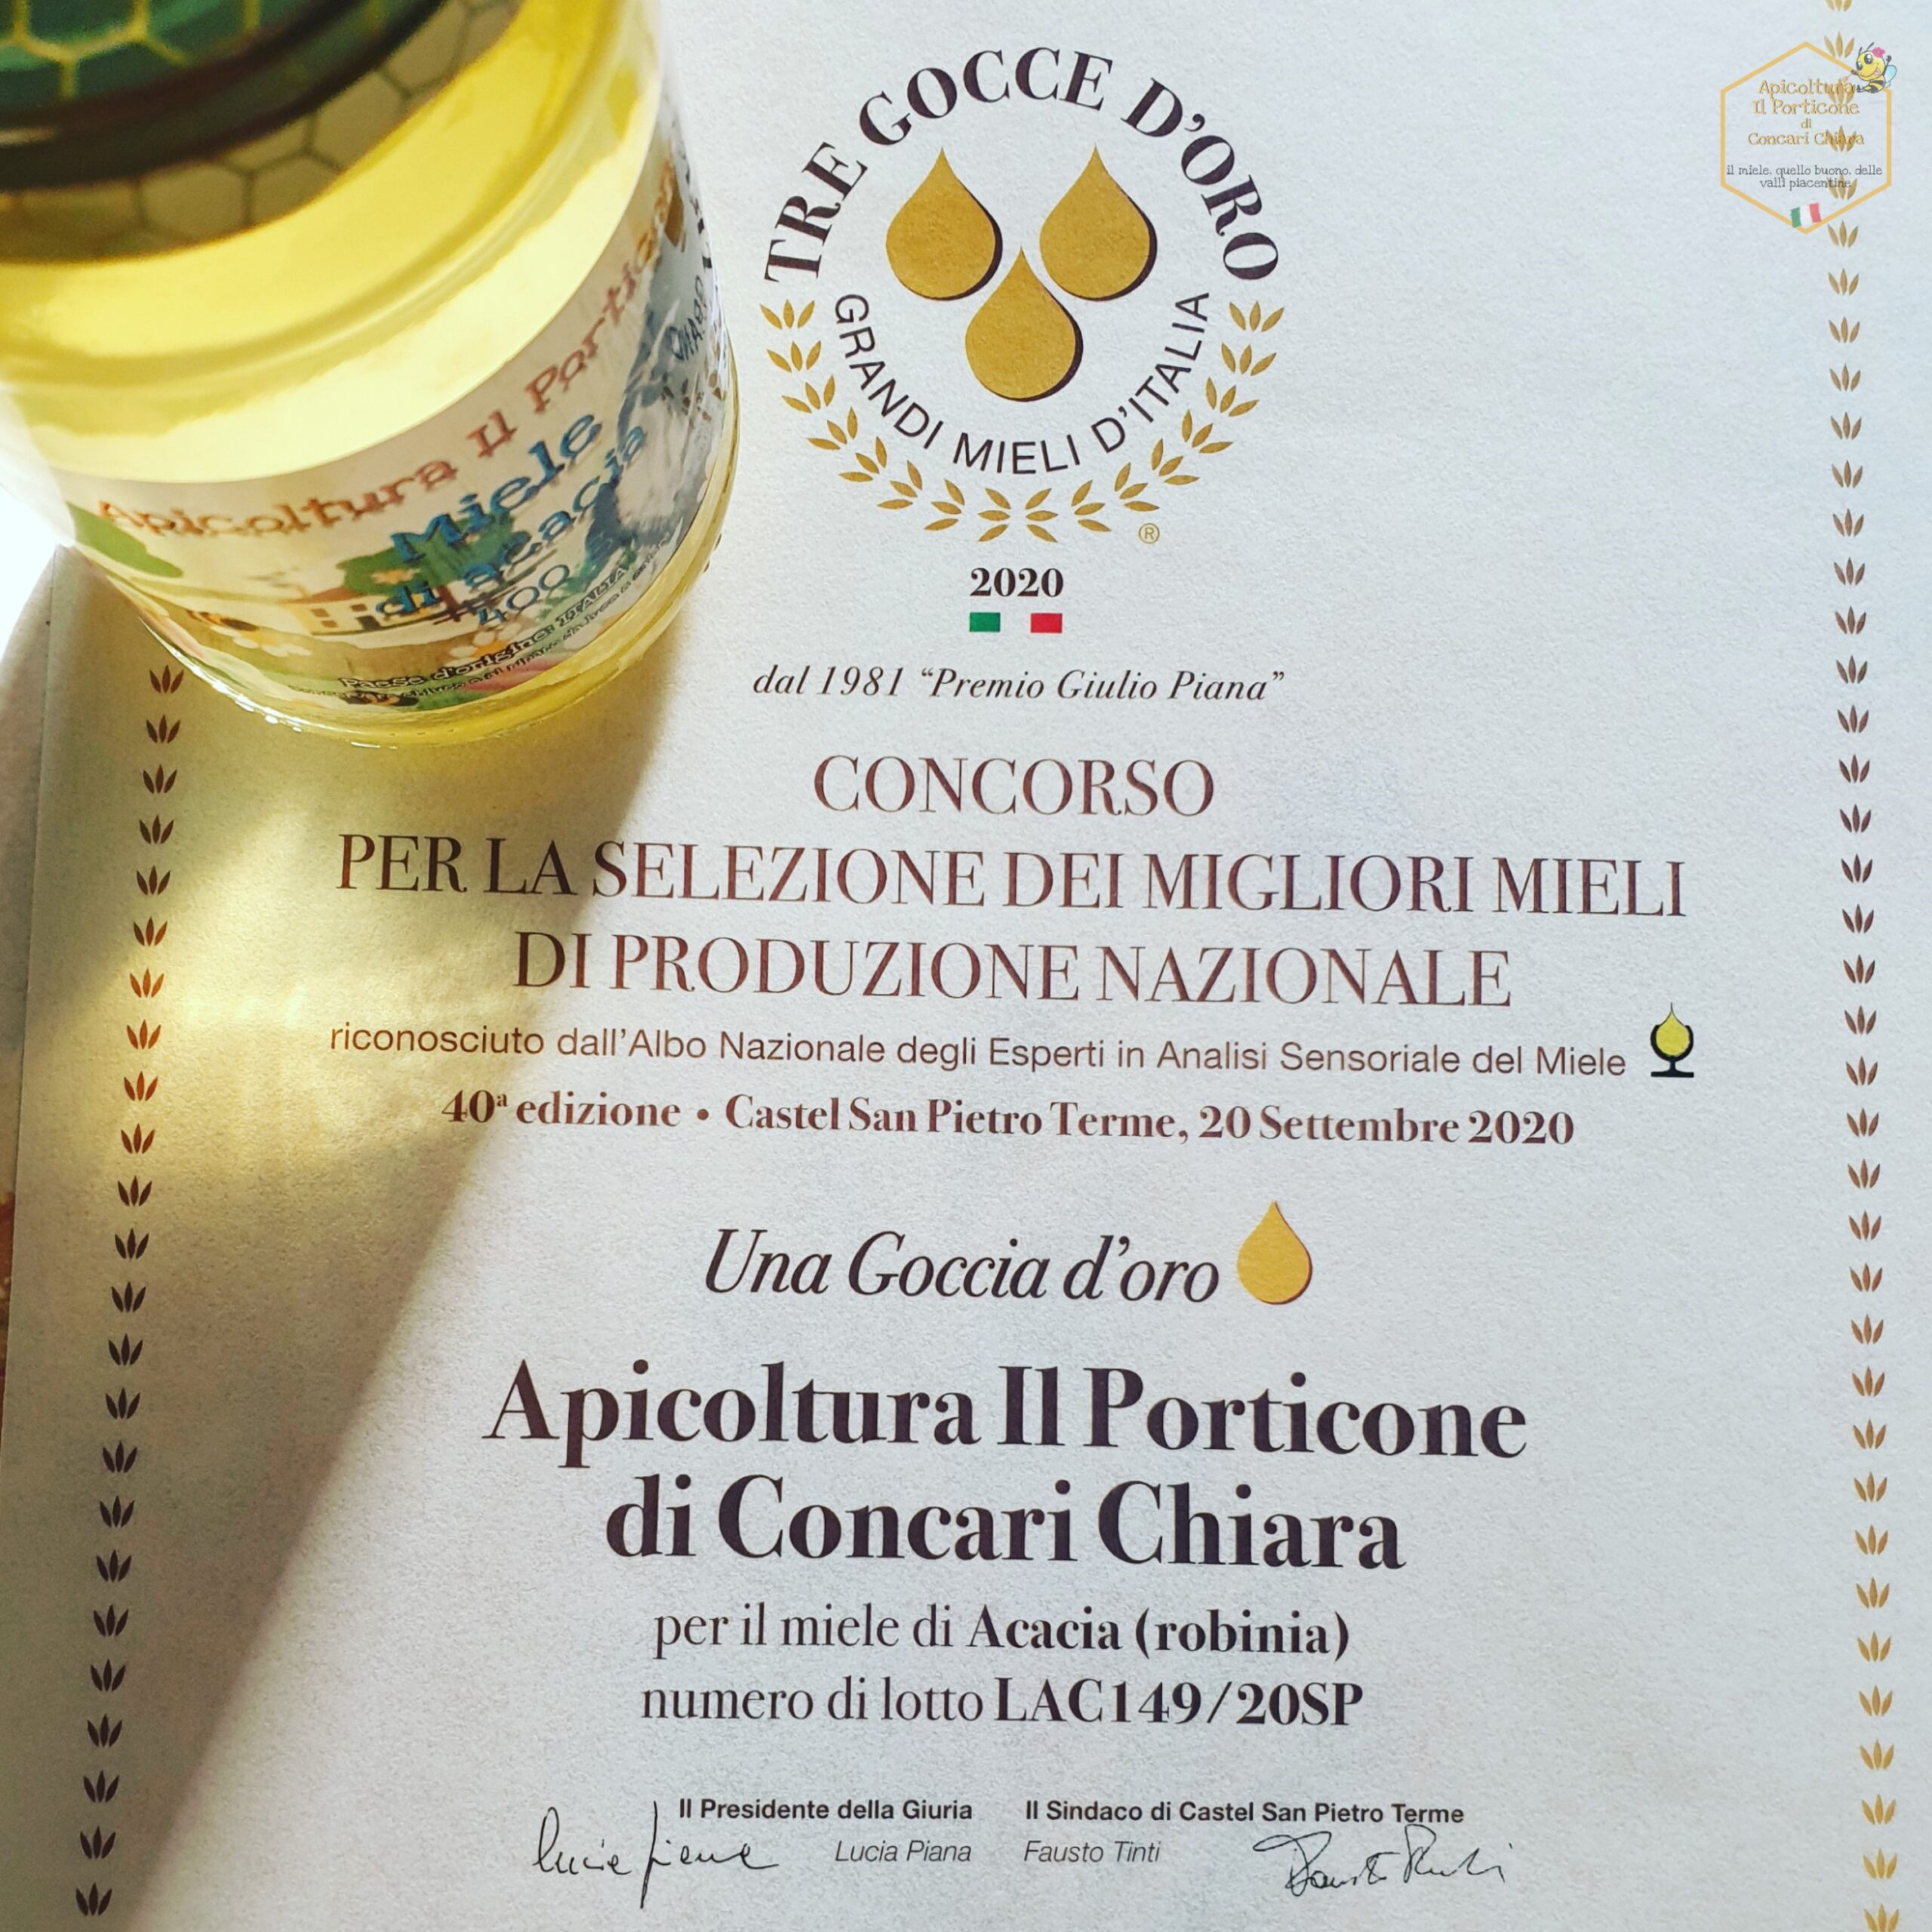 TRE GOCCE D'ORO
GRANDI MIELI D'ITALIA
®
2020
dal 1981 “Premio Giulio Piana”
CONCORSO
PER LA SELEZIONE DEI MIGLIORI MIELI
DI PRODUZIONE NAZIONALE
riconosciuto dall'Albo Nazionale degli Esperti in Analisi Sensoriale del Miele
40ª edizione • Castel San Pietro Terme, 20 Settembre 2020
Una Goccia d'oro
Apicoltura Il Porticone
di Concari Chiara
per il miele di Acacia (robinia)
numero di lotto LAC149/20SP
Il Presidente della Giuria
Lucia Piana
Il Sindaco di Castel San Pietro Terme
Fausto Tinti
Apicoltura Il
Miele
di acacia
400
Paese d'origine: ITALIA
Apicoltura
Il Porticone
di
Concari Chiara
il miele, quello buono, delle
valli piacentine